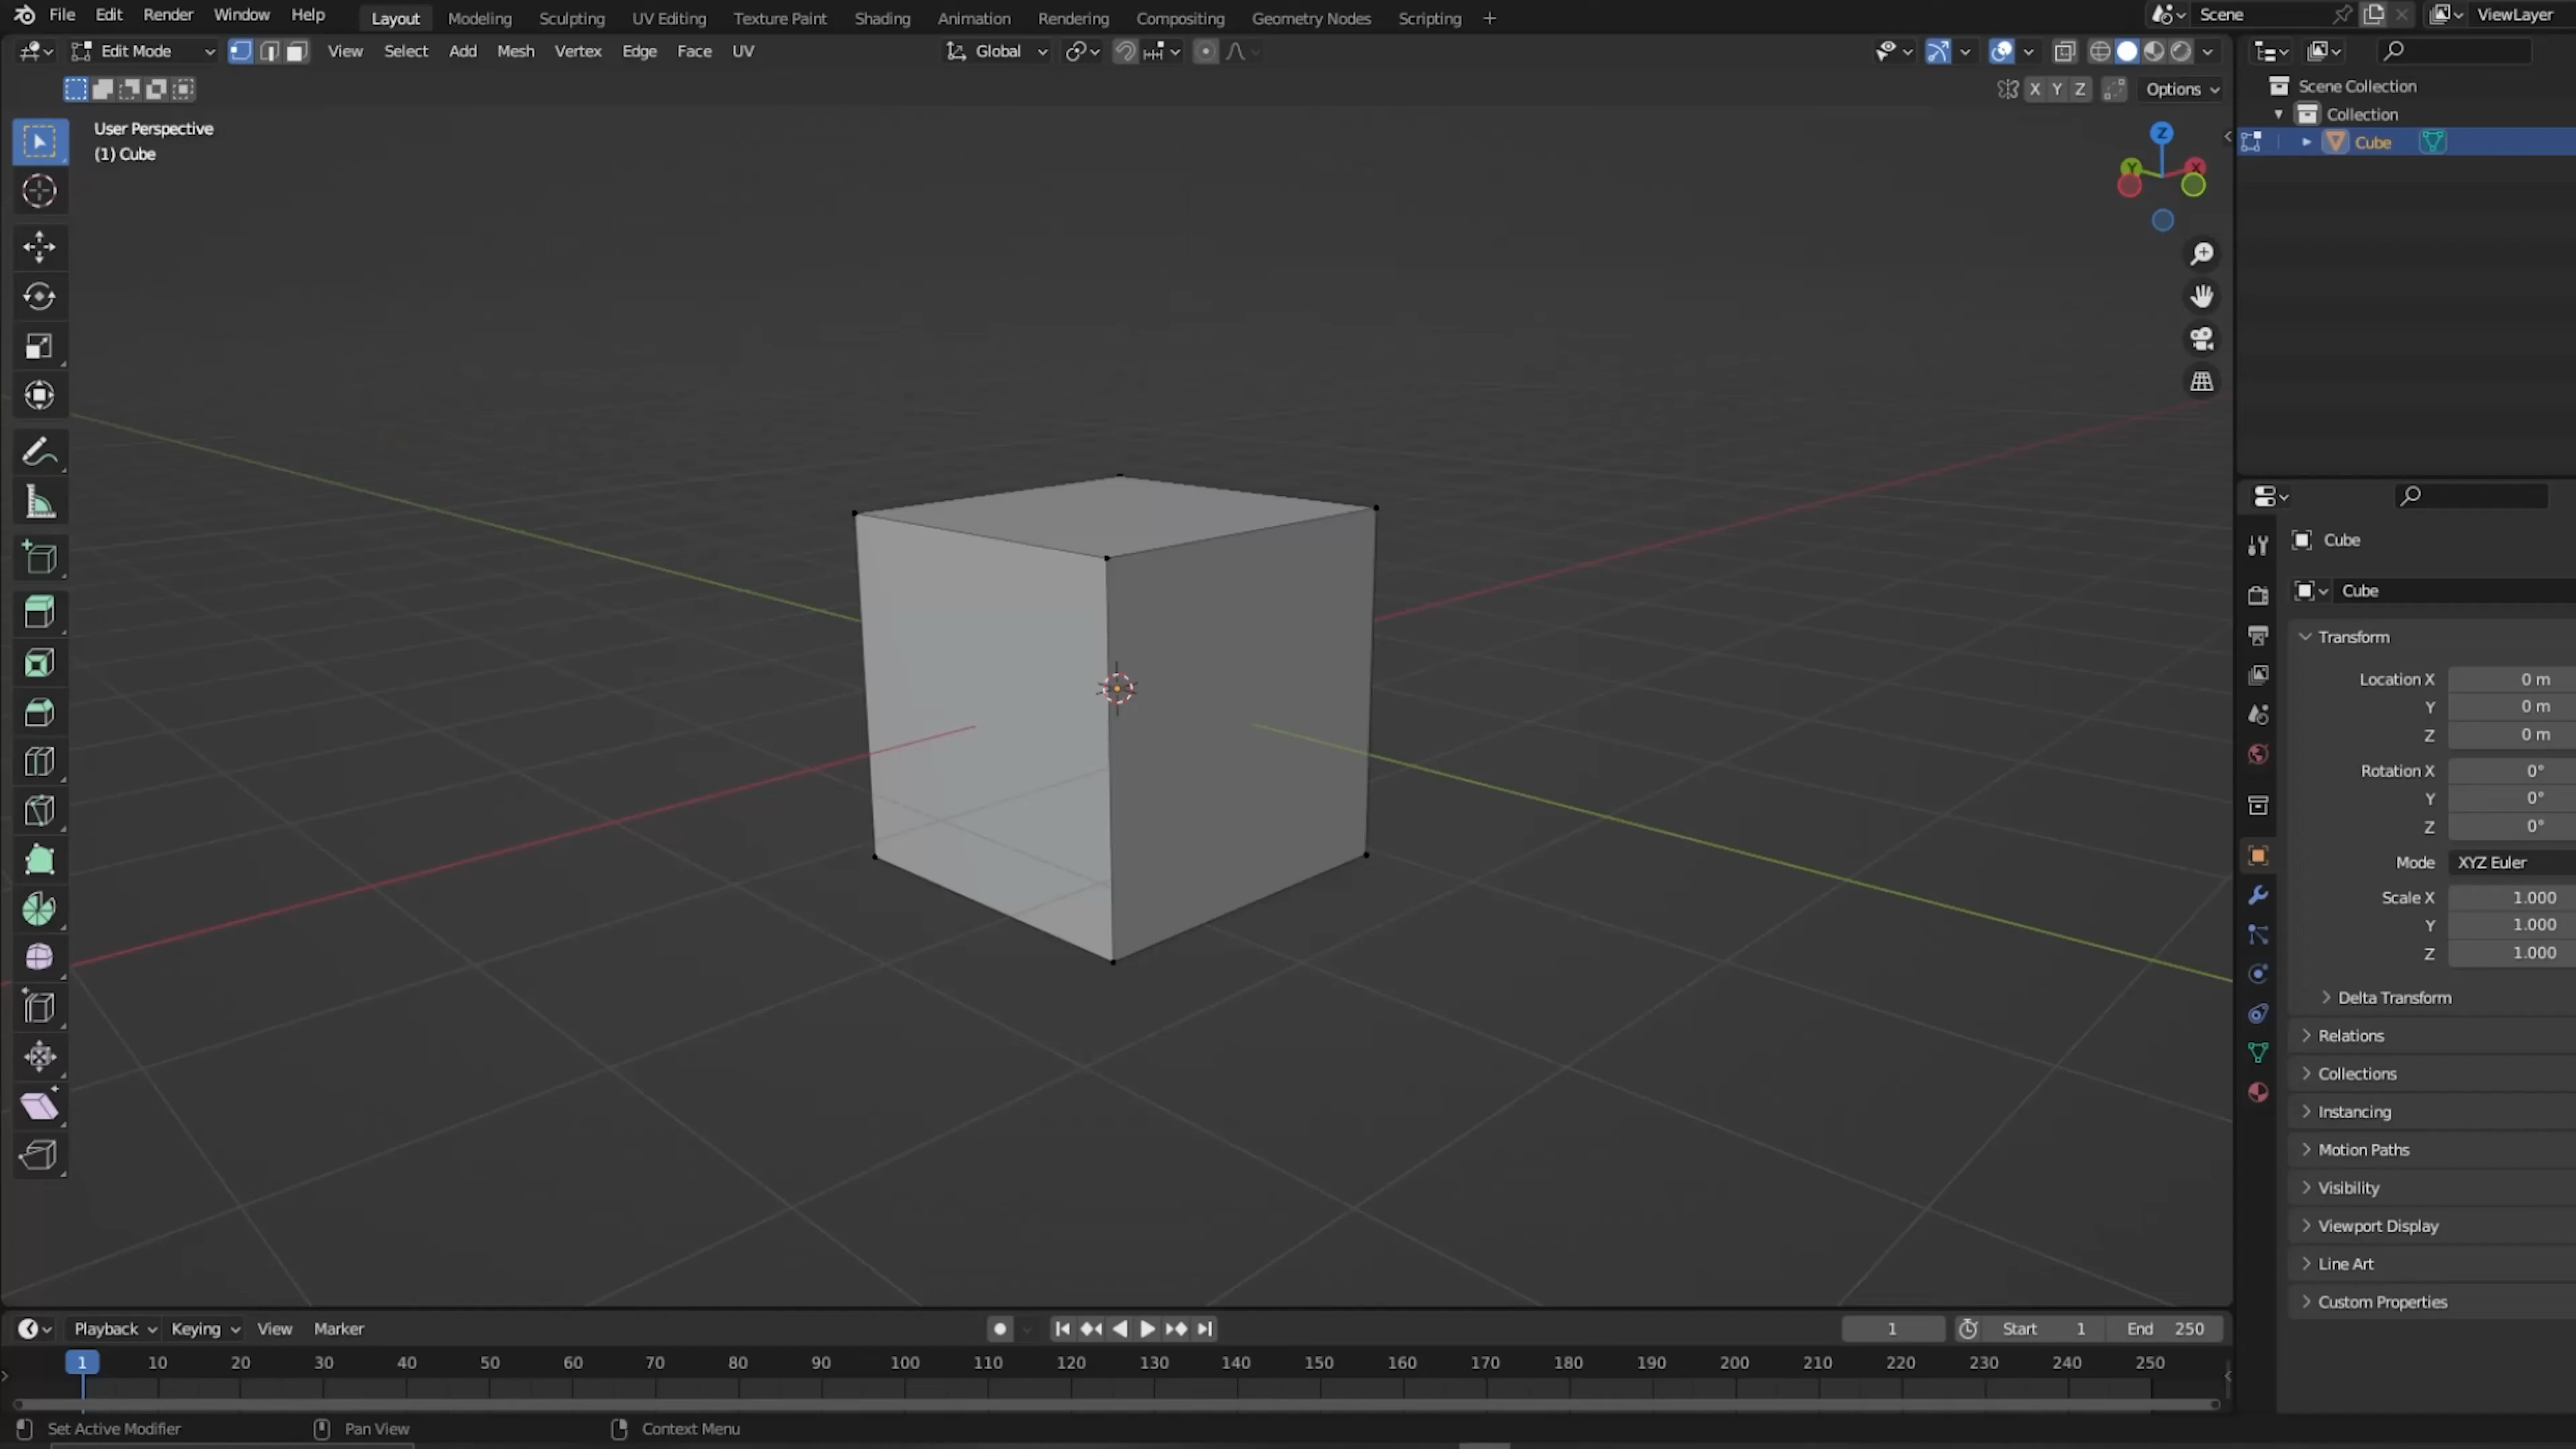 File Edit Render Window Help Layout Modeling Sculpting UV Editing Texture Paint Shading Animation Rendering Compositing Geometry Nodes Scripting + Scene ViewLayer
Edit Mode View Select Add Mesh Vertex Edge Face UV Global
X Y Z Options
User Perspective
(1) Cube
Z
Y X
Scene Collection
Collection
Cube
Cube
Cube
Transform
Location X 0 m
Y 0 m
Z 0 m
Rotation X 0°
Y 0°
Z 0°
Mode XYZ Euler
Scale X 1.000
Y 1.000
Z 1.000
Delta Transform
Relations
Collections
Instancing
Motion Paths
Visibility
Viewport Display
Line Art
Custom Properties
Playback Keying View Marker 1 Start 1 End 250
1 10 20 30 40 50 60 70 80 90 100 110 120 130 140 150 160 170 180 190 200 210 220 230 240 250
Set Active Modifier Pan View Context Menu